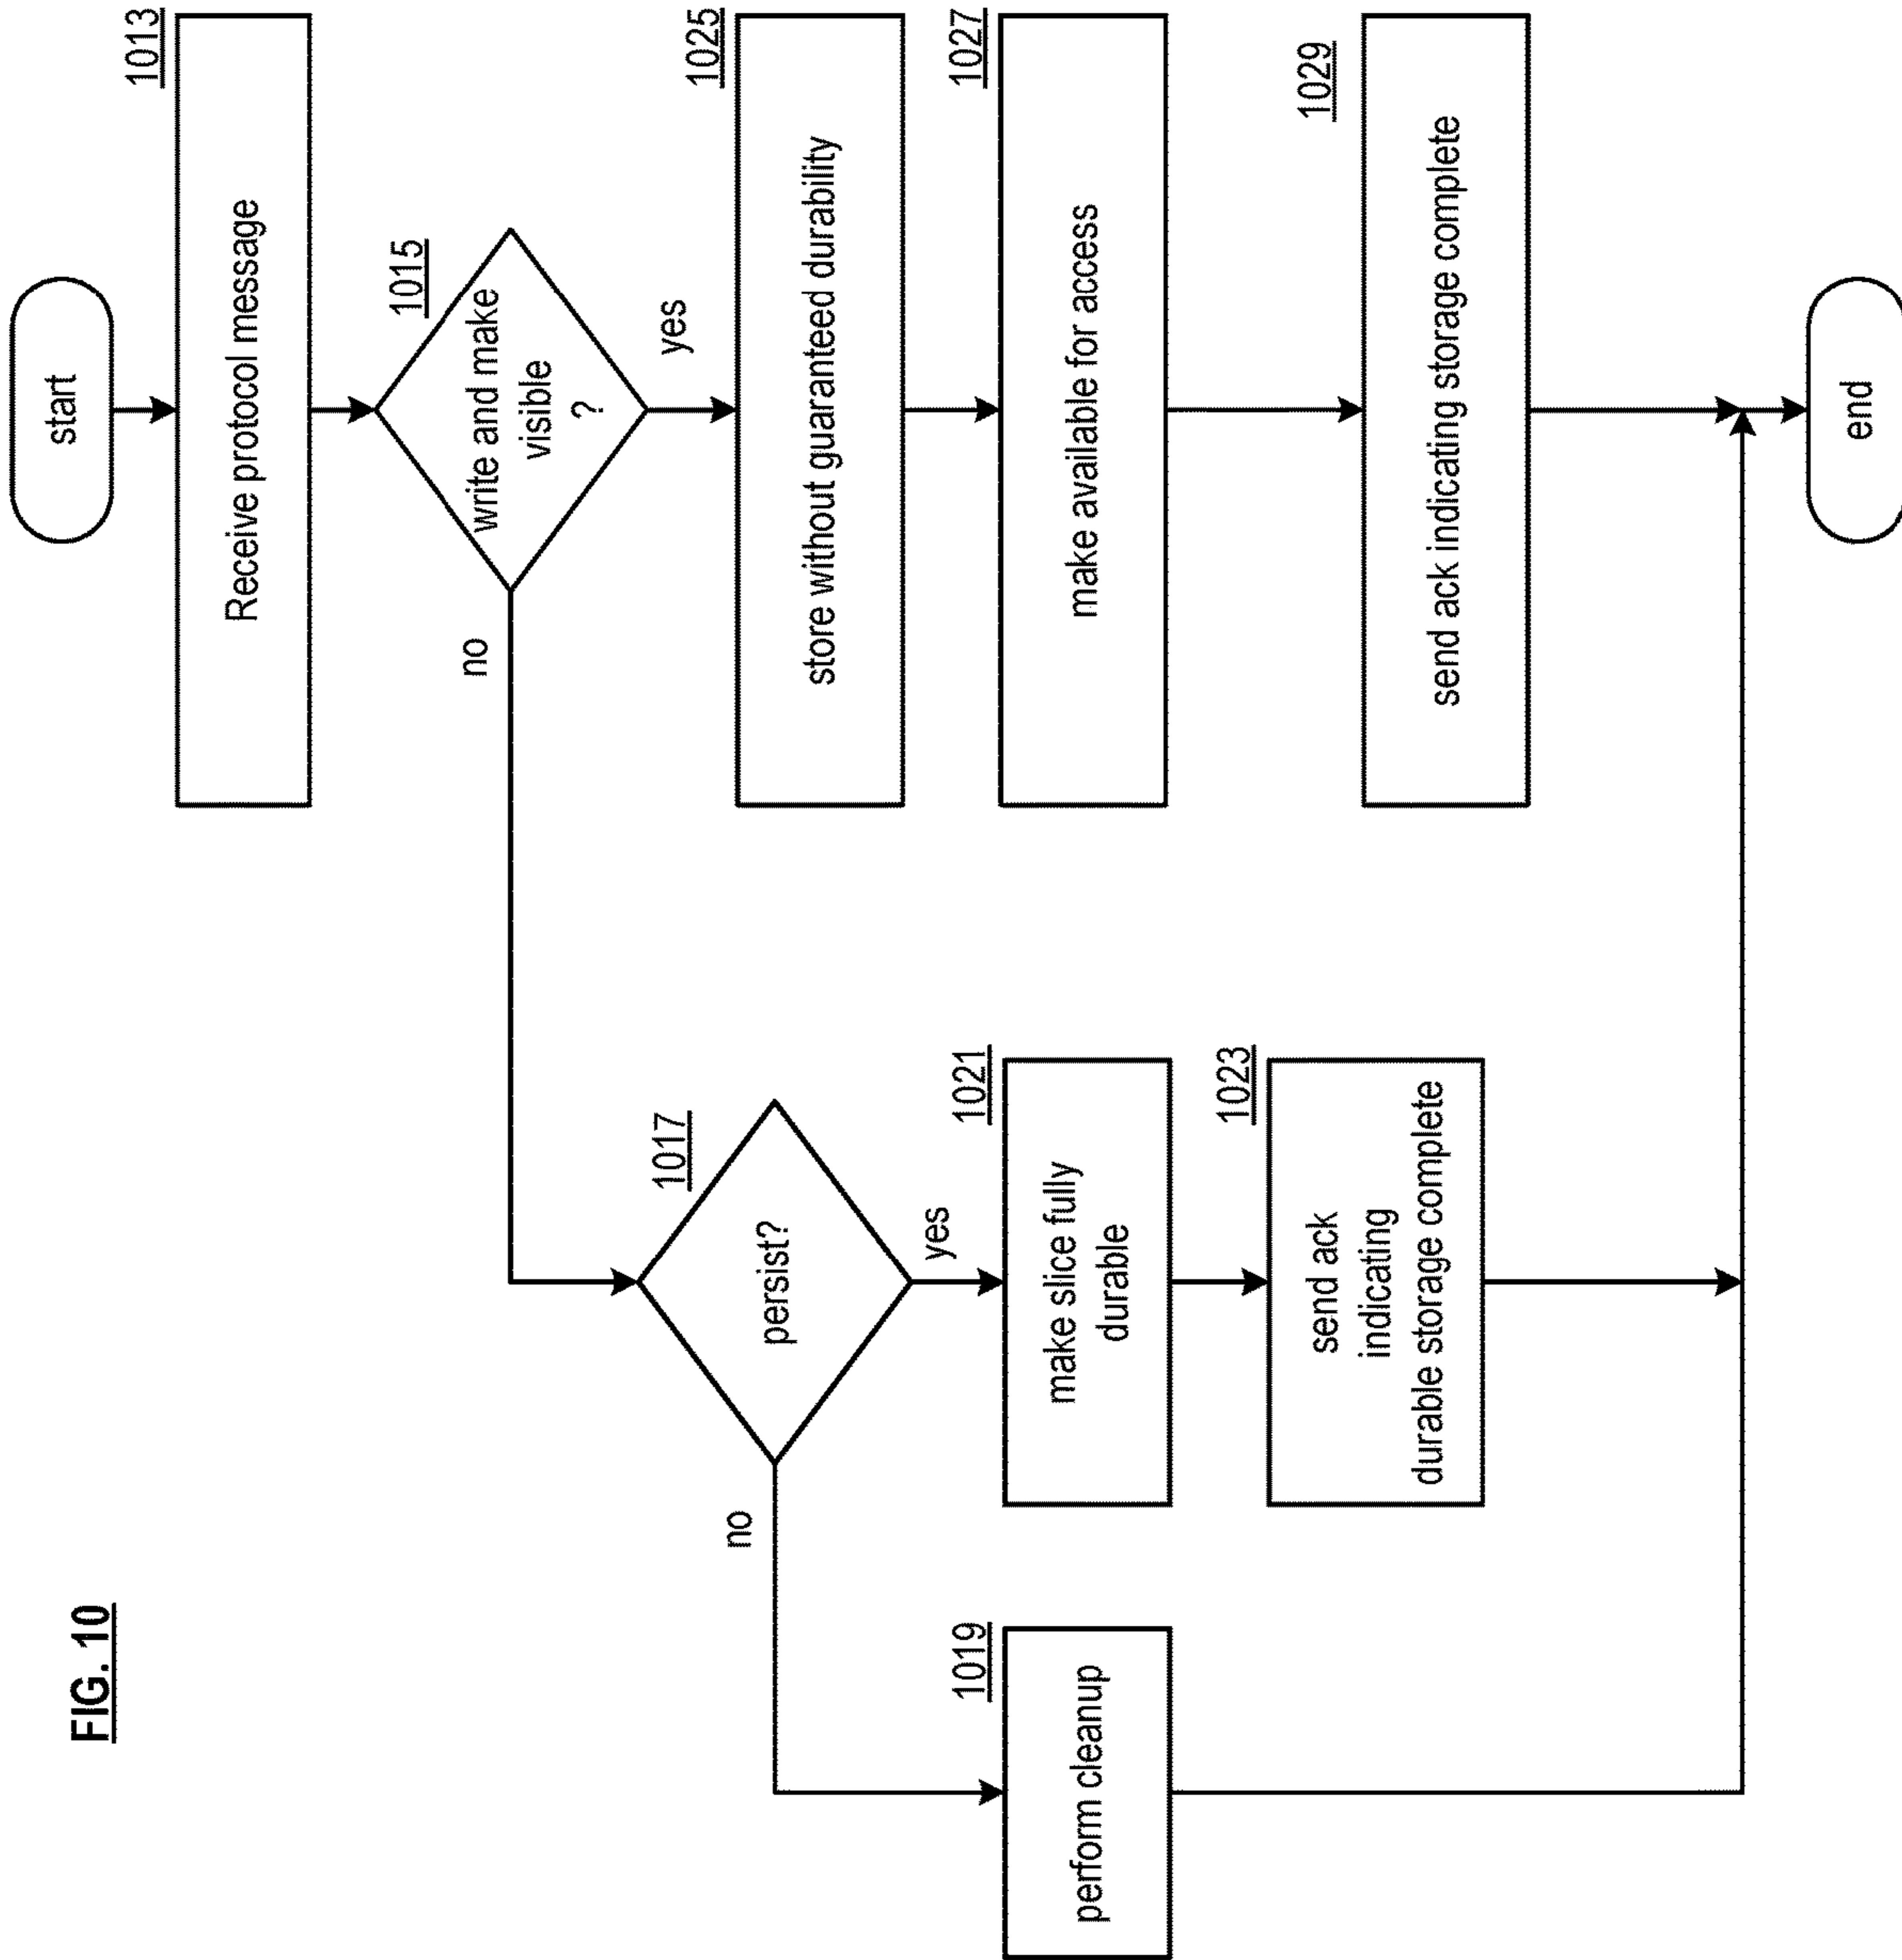 FIG. 10
start
1013
Receive protocol message
1015
write and make
visible
?
no
yes
1017
persist?
no
yes
1025
store without guaranteed durability
1019
perform cleanup
1021
make slice fully
durable
1027
make available for access
1023
send ack
indicating
durable storage complete
1029
send ack indicating storage complete
end